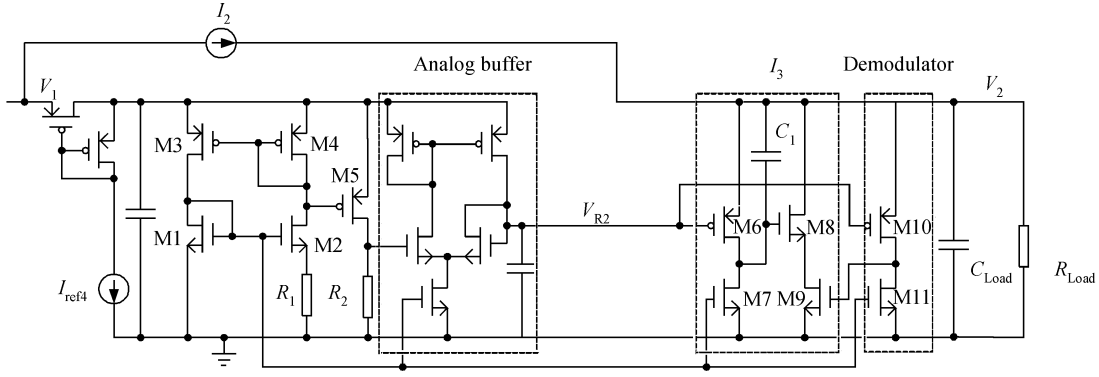 I2
Analog buffer
I3
Demodulator
V1
V2
M3
M4
C1
M5
M1
M2
VR2
M6
M8
M10
Iref4
R1
R2
M7
M9
M11
CLoad
RLoad